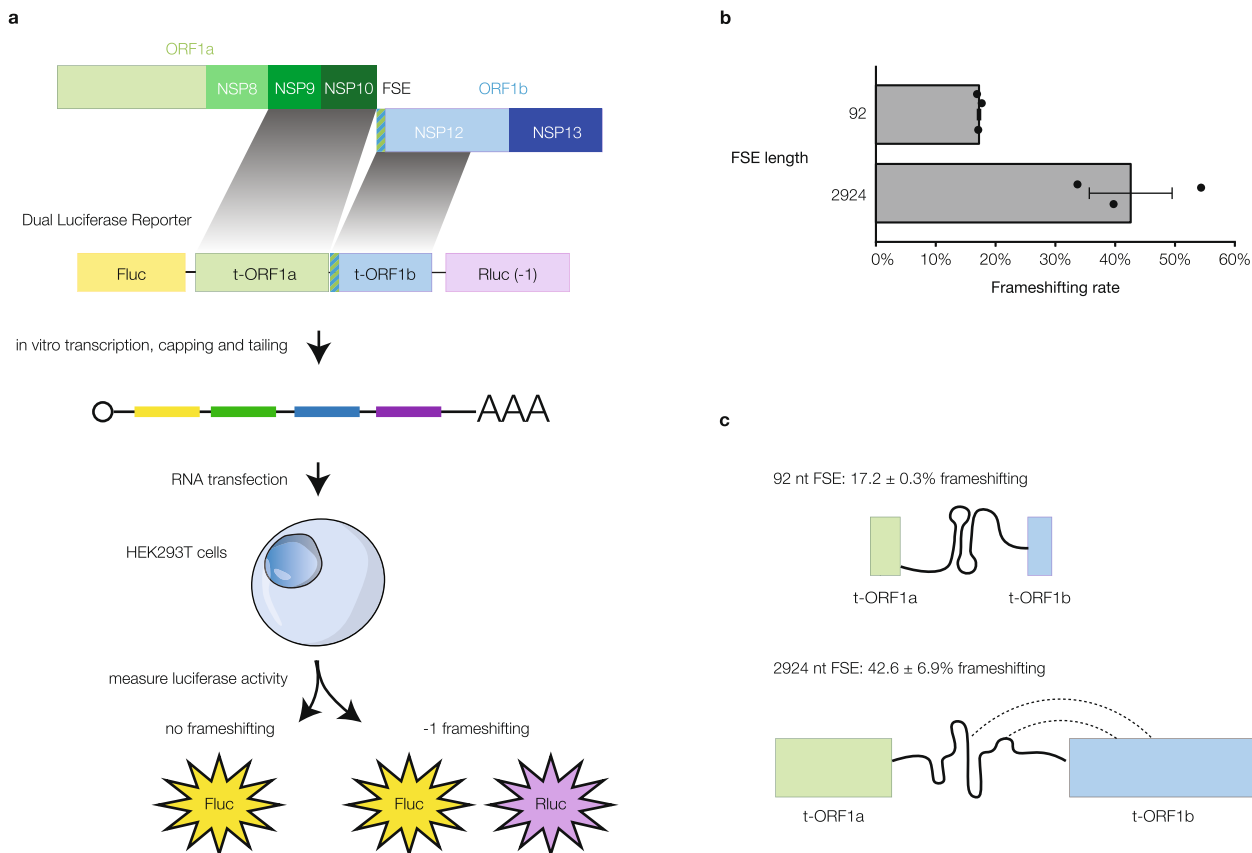 a
ORF1a
NSP8
NSP9
NSP10
FSE
ORF1b
NSP12
NSP13
Dual Luciferase Reporter
Fluc
t-ORF1a
t-ORF1b
Rluc (-1)
in vitro transcription, capping and tailing
AAA
RNA transfection
HEK293T cells
measure luciferase activity
no frameshifting
-1 frameshifting
Fluc
Fluc
Rluc
b
92
FSE length
2924
0% 10% 20% 30% 40% 50% 60%
Frameshifting rate
c
92 nt FSE: 17.2 ± 0.3% frameshifting
t-ORF1a
t-ORF1b
2924 nt FSE: 42.6 ± 6.9% frameshifting
t-ORF1a
t-ORF1b